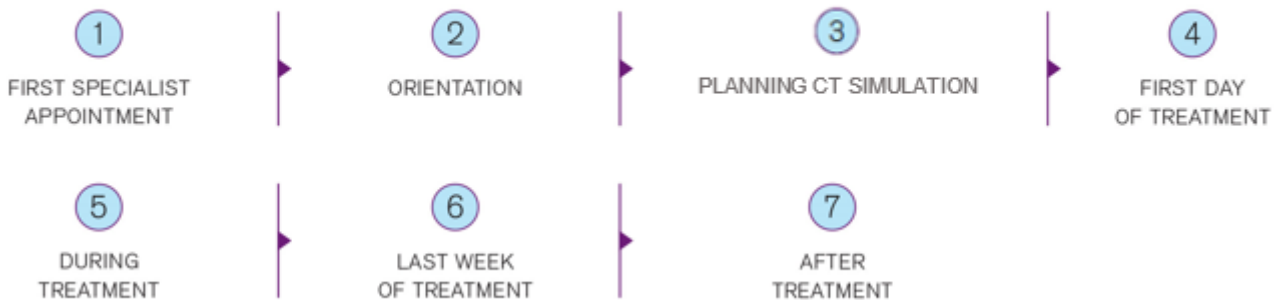 1
FIRST SPECIALIST
APPOINTMENT
2
ORIENTATION
3
PLANNING CT SIMULATION
4
FIRST DAY
OF TREATMENT
5
DURING
TREATMENT
6
LAST WEEK
OF TREATMENT
7
AFTER
TREATMENT